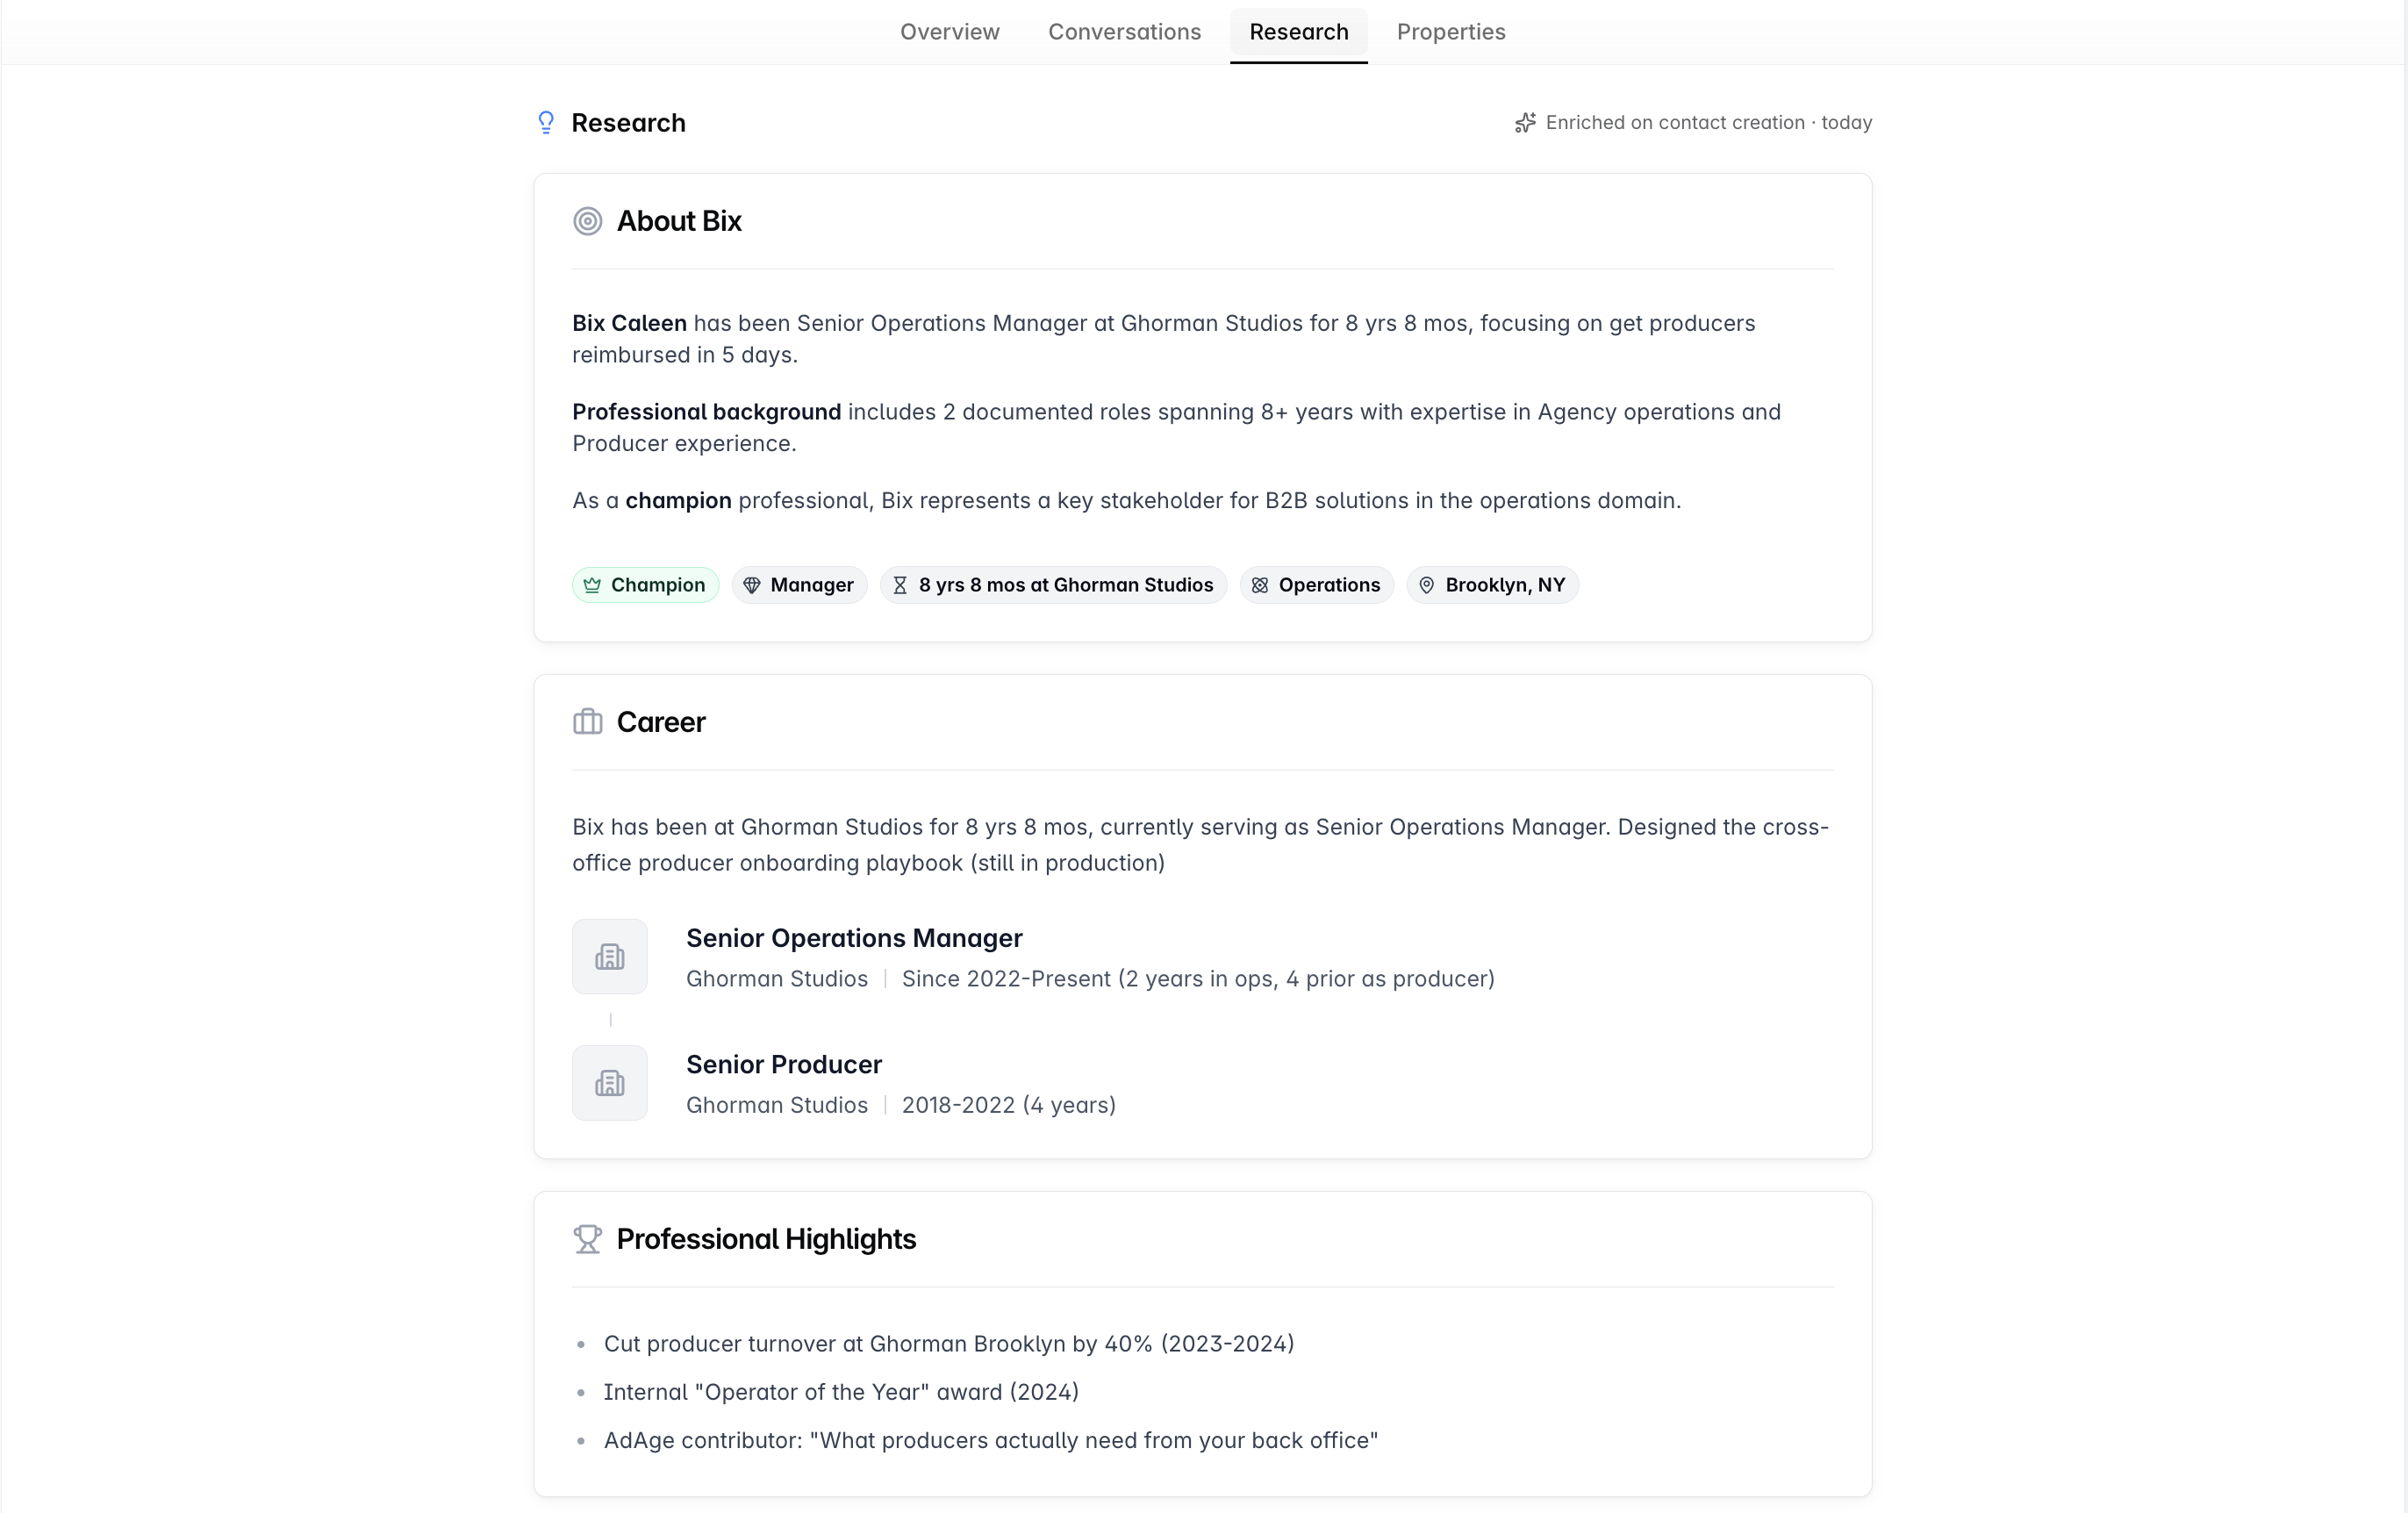 Overview Conversations Research Properties
Research
Enriched on contact creation · today
About Bix
Bix Caleen has been Senior Operations Manager at Ghorman Studios for 8 yrs 8 mos, focusing on get producers
reimbursed in 5 days.
Professional background includes 2 documented roles spanning 8+ years with expertise in Agency operations and
Producer experience.
As a champion professional, Bix represents a key stakeholder for B2B solutions in the operations domain.
Champion Manager 8 yrs 8 mos at Ghorman Studios Operations Brooklyn, NY
Career
Bix has been at Ghorman Studios for 8 yrs 8 mos, currently serving as Senior Operations Manager. Designed the cross-
office producer onboarding playbook (still in production)
Senior Operations Manager
Ghorman Studios | Since 2022-Present (2 years in ops, 4 prior as producer)
Senior Producer
Ghorman Studios | 2018-2022 (4 years)
Professional Highlights
• Cut producer turnover at Ghorman Brooklyn by 40% (2023-2024)
• Internal "Operator of the Year" award (2024)
• AdAge contributor: "What producers actually need from your back office"